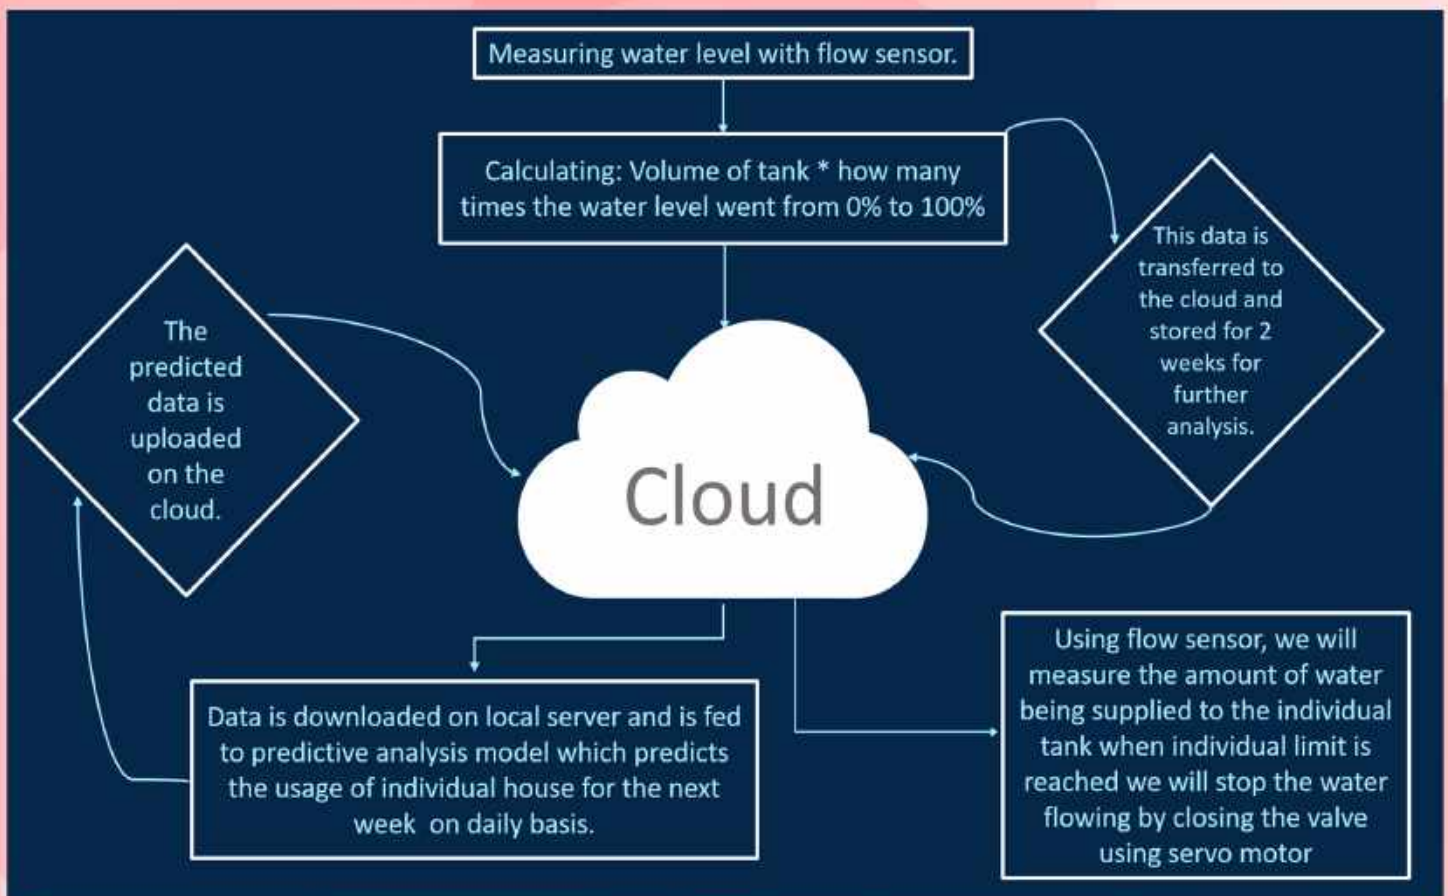 Measuring water level with flow sensor.
Calculating: Volume of tank * how many
times the water level went from 0% to 100%
This data is
transferred to
the cloud and
stored for 2
weeks for
further
analysis.
The
predicted
data is
uploaded
on the
cloud.
Cloud
Data is downloaded on local server and is fed
to predictive analysis model which predicts
the usage of individual house for the next
week on daily basis.
Using flow sensor, we will
measure the amount of water
being supplied to the individual
tank when individual limit is
reached we will stop the water
flowing by closing the valve
using servo motor